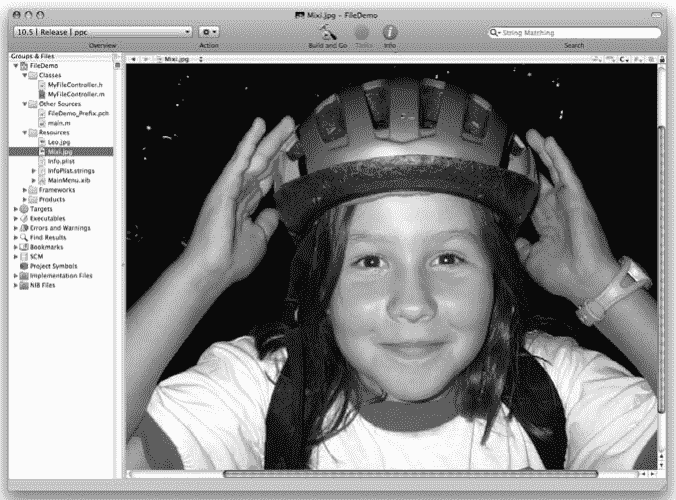 Mixi.jpg – FileDemo
10.5 | Release | ppc
Overview
Action
Build and Go
Tasks
Info
String Matching
Search
Groups & Files
Mixi.jpg
FileDemo
Classes
MyFileController.h
MyFileController.m
Other Sources
FileDemo_Prefix.pch
main.m
Resources
Leo.jpg
Mixi.jpg
Info.plist
InfoPlist.strings
MainMenu.xib
Frameworks
Products
Targets
Executables
Errors and Warnings
Find Results
Bookmarks
SCM
Project Symbols
Implementation Files
NIB Files